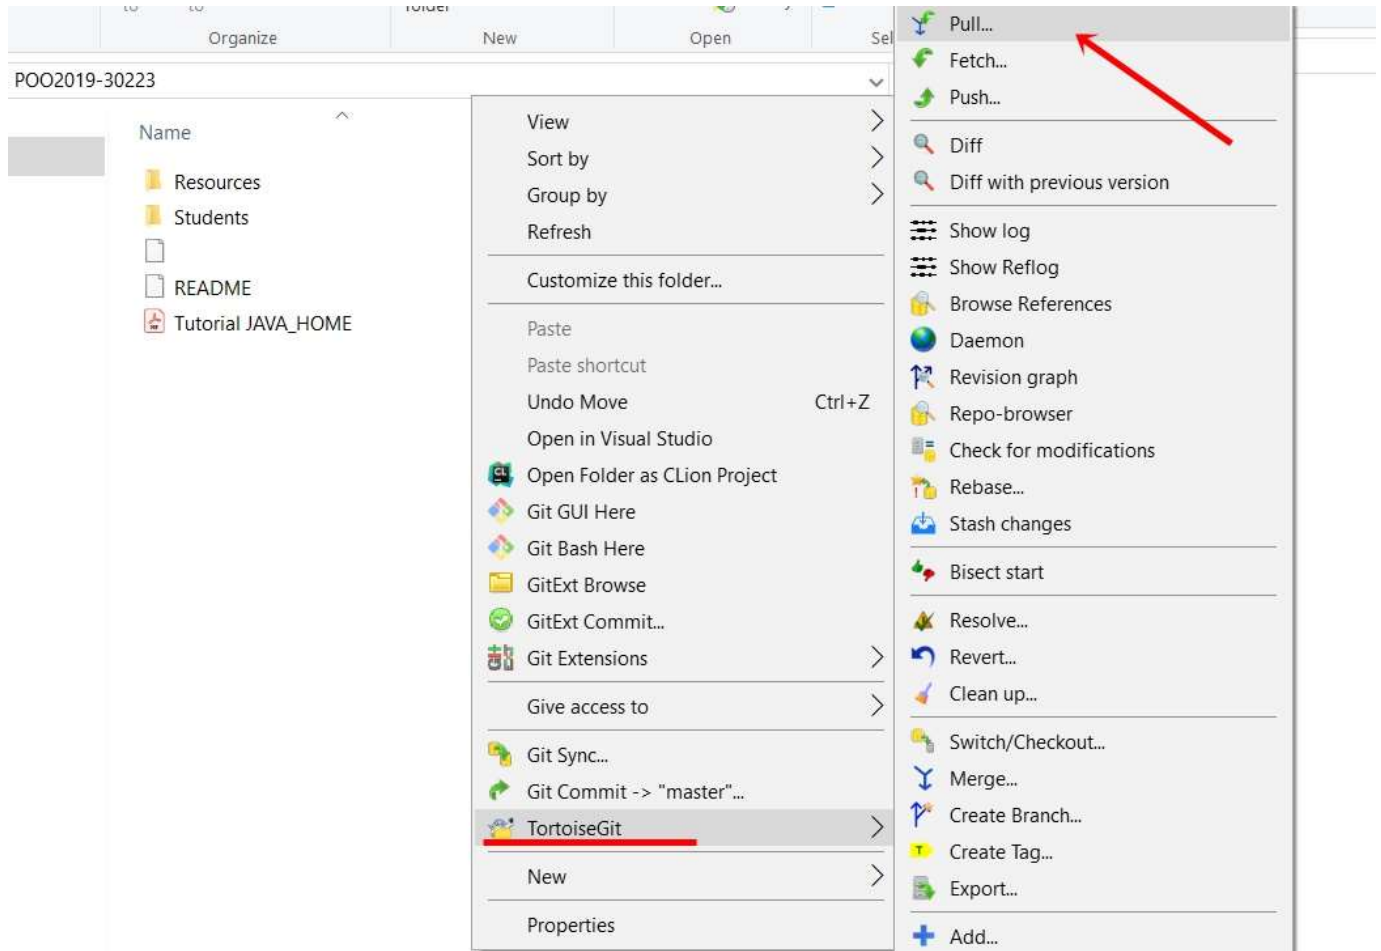 to
to
folder
Organize
New
Open
Sel
POO2019-30223
Name
Resources
Students
README
Tutorial JAVA_HOME
View
Sort by
Group by
Refresh
Customize this folder...
Paste
Paste shortcut
Undo Move Ctrl+Z
Open in Visual Studio
Open Folder as CLion Project
Git GUI Here
Git Bash Here
GitExt Browse
GitExt Commit...
Git Extensions
Give access to
Git Sync...
Git Commit -> "master"...
TortoiseGit
New
Properties
Pull...
Fetch...
Push...
Diff
Diff with previous version
Show log
Show Reflog
Browse References
Daemon
Revision graph
Repo-browser
Check for modifications
Rebase...
Stash changes
Bisect start
Resolve...
Revert...
Clean up...
Switch/Checkout...
Merge...
Create Branch...
Create Tag...
Export...
Add...